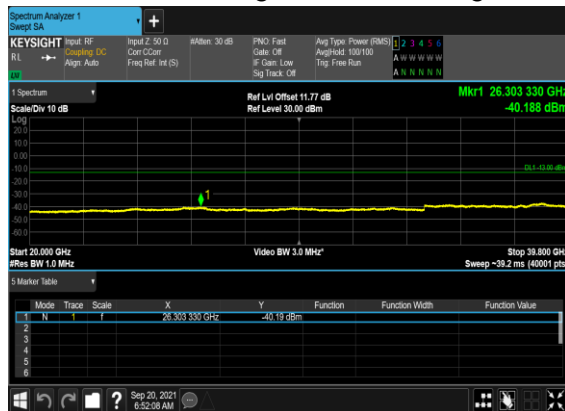 Spectrum Analyzer 1
Swept SA
+
KEYSIGHT Input: RF Input Z: 50 Ω #Atten: 30 dB PNO: Fast Avg Type: Power (RMS) 1 2 3 4 5 6
RL Coupling: DC Corr CCorr Gate: Off Avg|Hold: 100/100 A W W W W W
Align: Auto Freq Ref: Int (S) IF Gain: Low Trig: Free Run
Sig Track: Off A N N N N N
LW
1 Spectrum Ref Lvl Offset 11.77 dB Mkr1 26.303 330 GHz
Scale/Div 10 dB Ref Level 30.00 dBm -40.188 dBm
Log
20.0
10.0
0.00
-10.0 DL1 -13.00 dBm
-20.0
-30.0 1
-40.0
-50.0
-60.0
Start 20.000 GHz Video BW 3.0 MHz* Stop 39.800 GHz
#Res BW 1.0 MHz Sweep ~39.2 ms (40001 pts)
5 Marker Table
Mode Trace Scale X Y Function Function Width Function Value
1 N 1 f 26.303 330 GHz -40.19 dBm
2
3
4
5
6
? Sep 20, 2021
6:52:08 AM